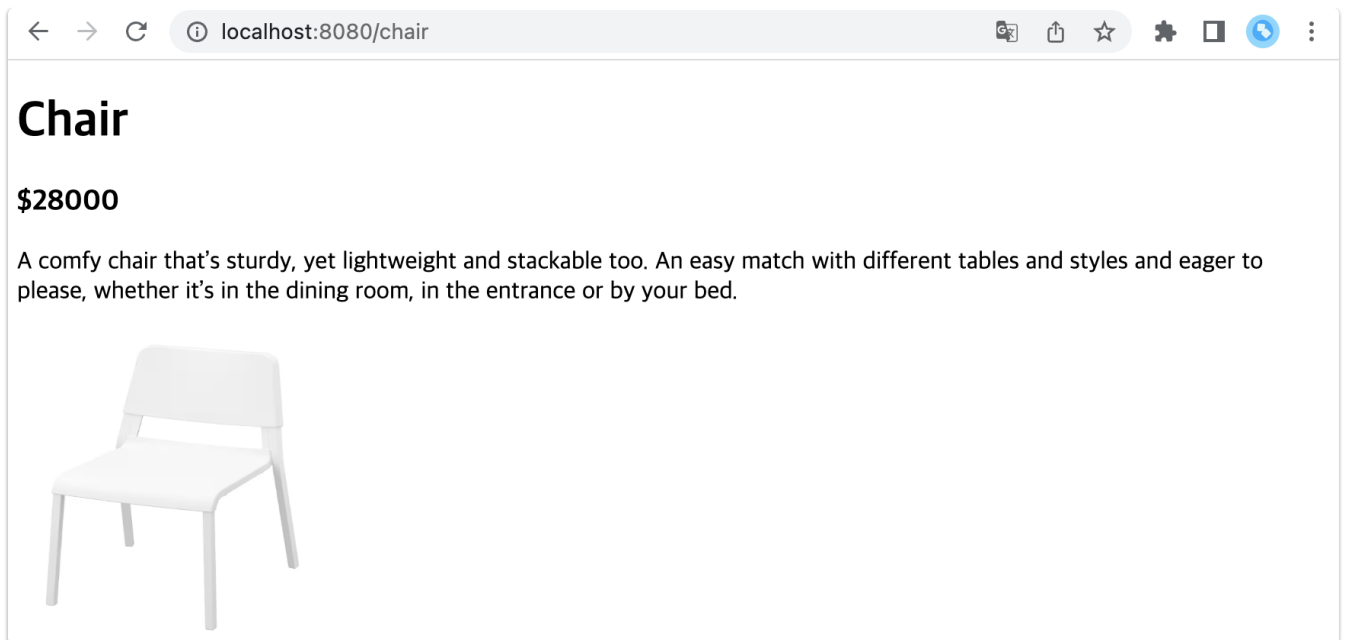 localhost:8080/chair
Chair
$28000
A comfy chair that’s sturdy, yet lightweight and stackable too. An easy match with different tables and styles and eager to
please, whether it’s in the dining room, in the entrance or by your bed.